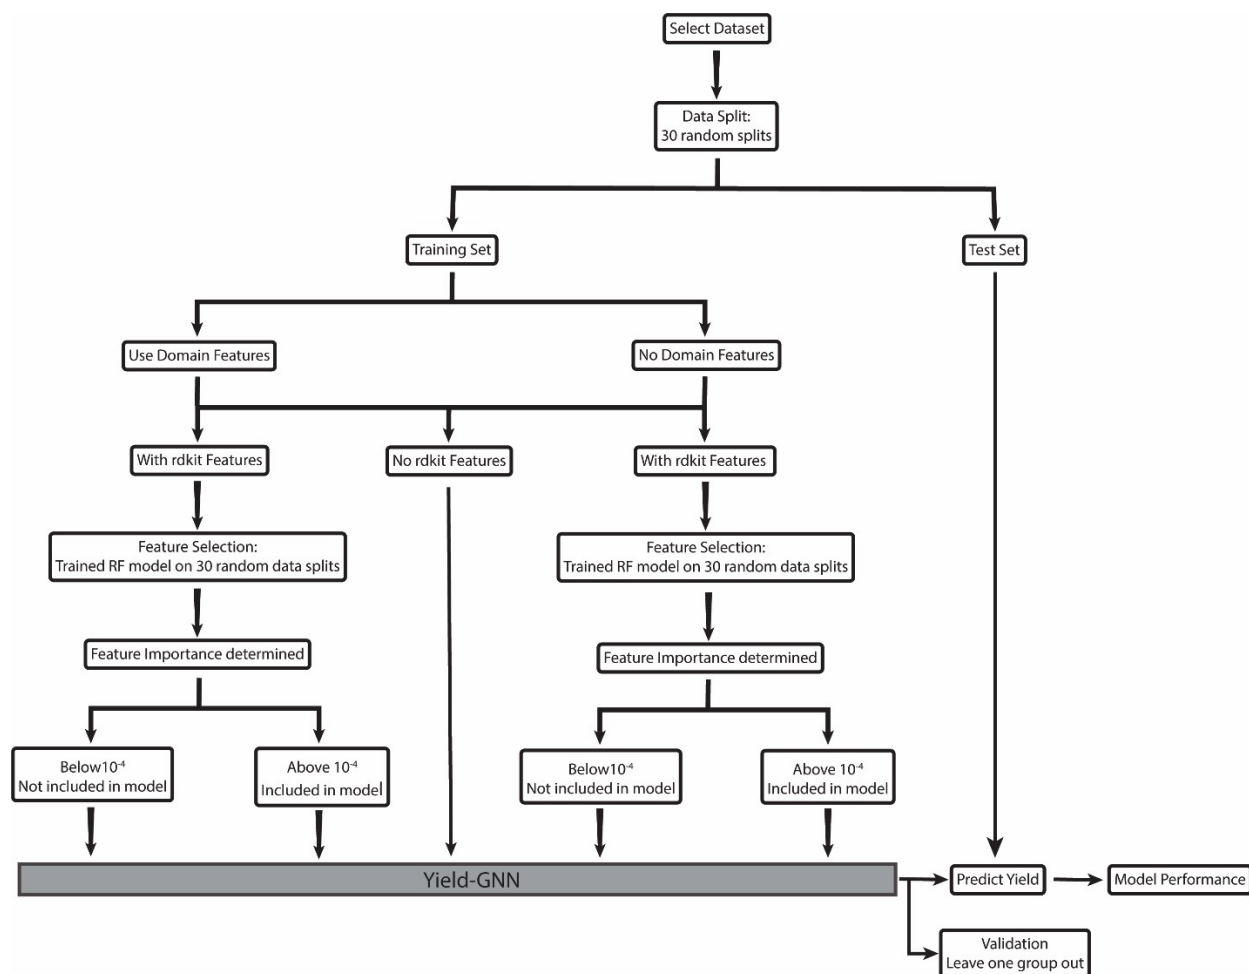 Select Dataset
Data Split:
30 random splits
Training Set
Test Set
Use Domain Features
No Domain Features
With rdkit Features
No rdkit Features
With rdkit Features
Feature Selection:
Trained RF model on 30 random data splits
Feature Selection:
Trained RF model on 30 random data splits
Feature Importance determined
Feature Importance determined
Below10⁻⁴
Not included in model
Above 10⁻⁴
Included in model
Below10⁻⁴
Not included in model
Above 10⁻⁴
Included in model
Yield-GNN
Predict Yield
Model Performance
Validation
Leave one group out